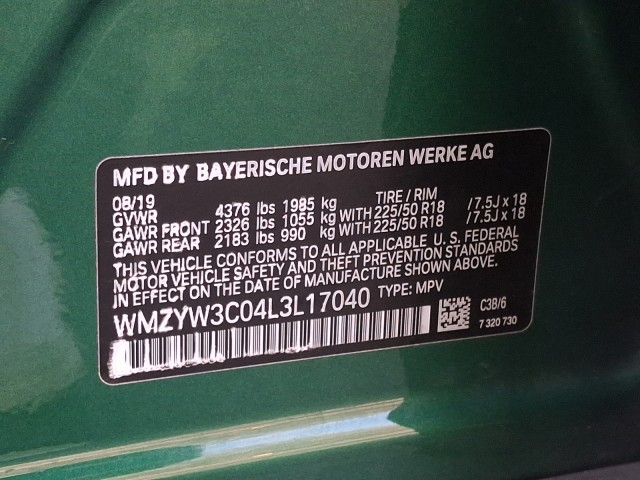 MFD BY BAYERISCHE MOTOREN WERKE AG
08/19 TIRE / RIM
GVWR 4376 lbs 1985 kg
GAWR FRONT 2326 lbs 1055 kg WITH 225/50 R18 / 7.5J x 18
GAWR REAR 2183 lbs 990 kg WITH 225/50 R18 / 7.5J x 18
THIS VEHICLE CONFORMS TO ALL APPLICABLE U.S. FEDERAL
MOTOR VEHICLE SAFETY AND THEFT PREVENTION STANDARDS
IN EFFECT ON THE DATE OF MANUFACTURE SHOWN ABOVE.
WMZYW3C04L3L17040 TYPE: MPV
C3B/6
7 320 730